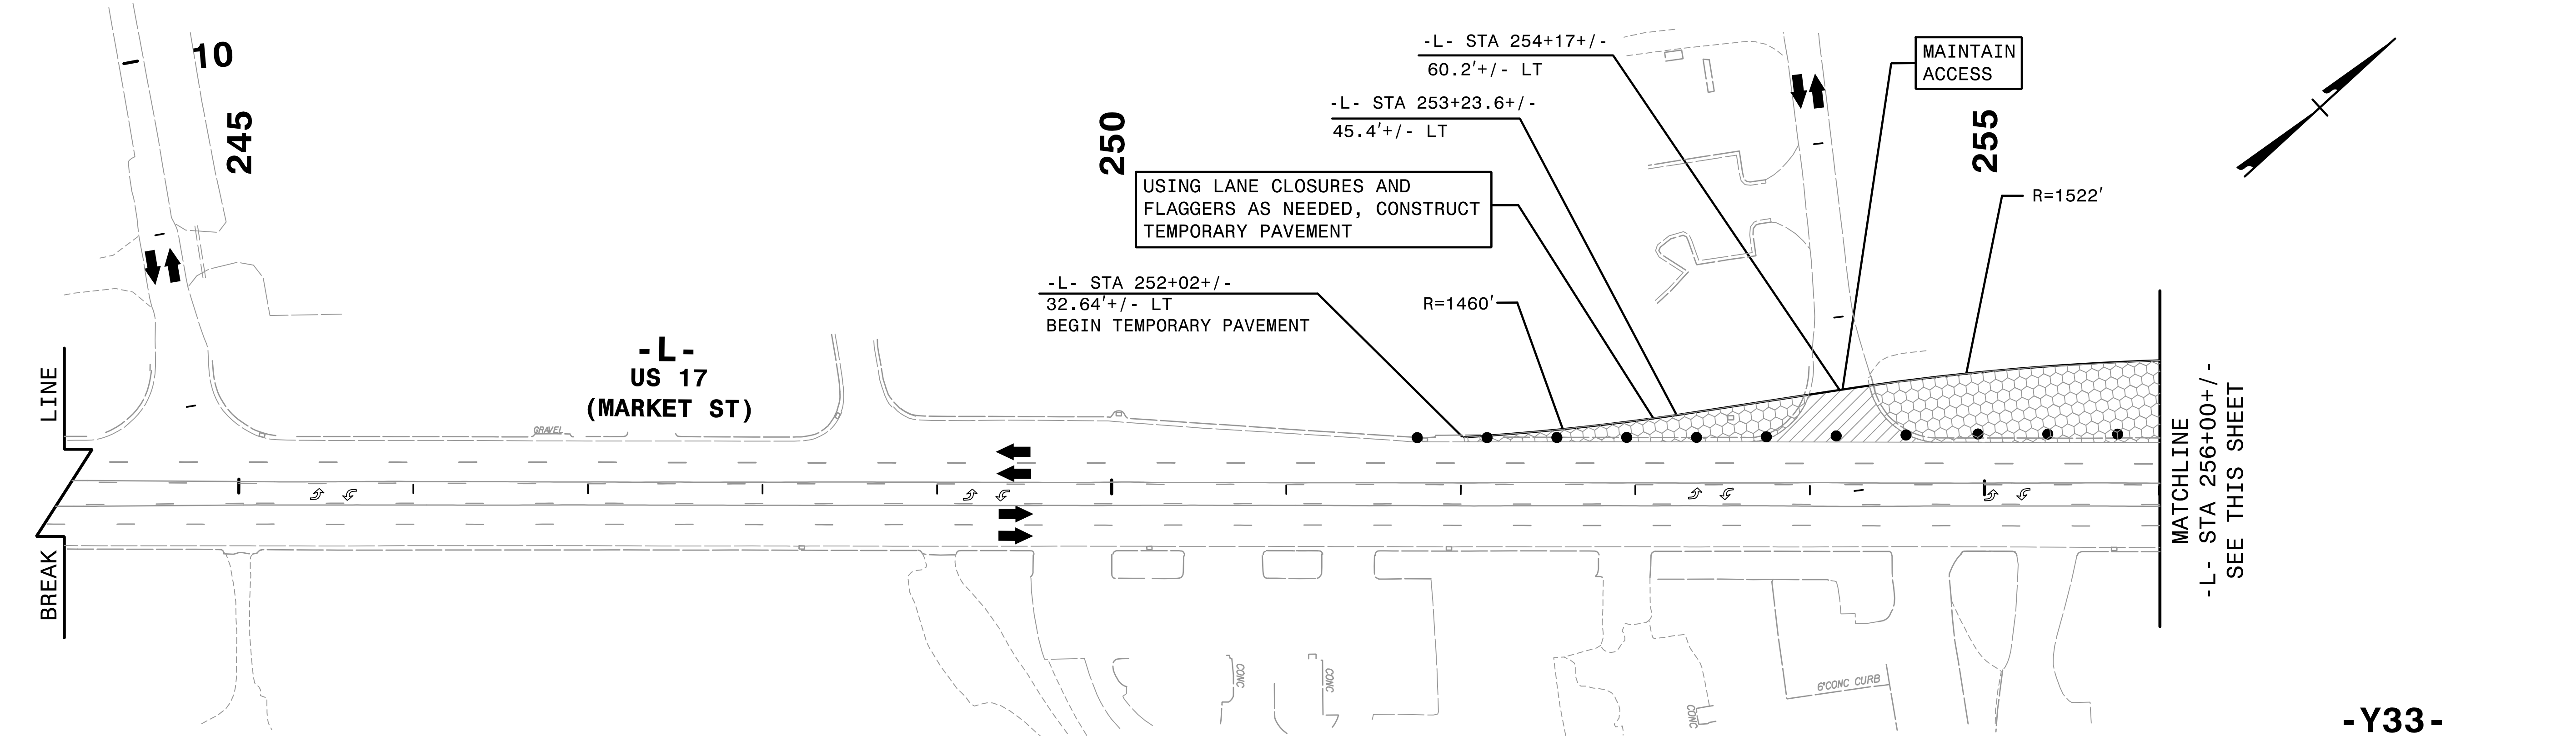 10
245
250
255
-L- STA 254+17+/-
60.2'+/- LT
-L- STA 253+23.6+/-
45.4'+/- LT
MAINTAIN
ACCESS
R=1522'
USING LANE CLOSURES AND
FLAGGERS AS NEEDED, CONSTRUCT
TEMPORARY PAVEMENT
-L- STA 252+02+/-
32.64'+/- LT
BEGIN TEMPORARY PAVEMENT
R=1460'
-L-
US 17
(MARKET ST)
GRAVEL
LINE
BREAK
MATCHLINE
-L- STA 256+00+/-
SEE THIS SHEET
CONC
CONC
CONC
6"CONC CURB
-Y33-